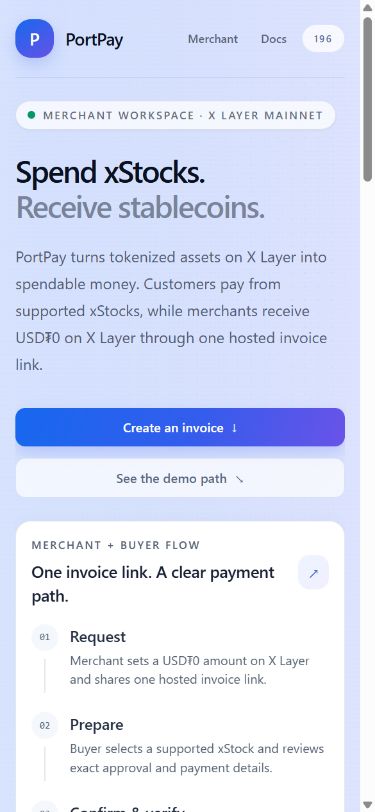 P PortPay Merchant Docs 196
MERCHANT WORKSPACE · X LAYER MAINNET
Spend xStocks.
Receive stablecoins.
PortPay turns tokenized assets on X Layer into
spendable money. Customers pay from
supported xStocks, while merchants receive
USD₮0 on X Layer through one hosted invoice
link.
Create an invoice ↓
See the demo path ↘
MERCHANT + BUYER FLOW
One invoice link. A clear payment
path.
↗
01 Request
Merchant sets a USD₮0 amount on X Layer
and shares one hosted invoice link.
02 Prepare
Buyer selects a supported xStock and reviews
exact approval and payment details.
03 Confirm & verify